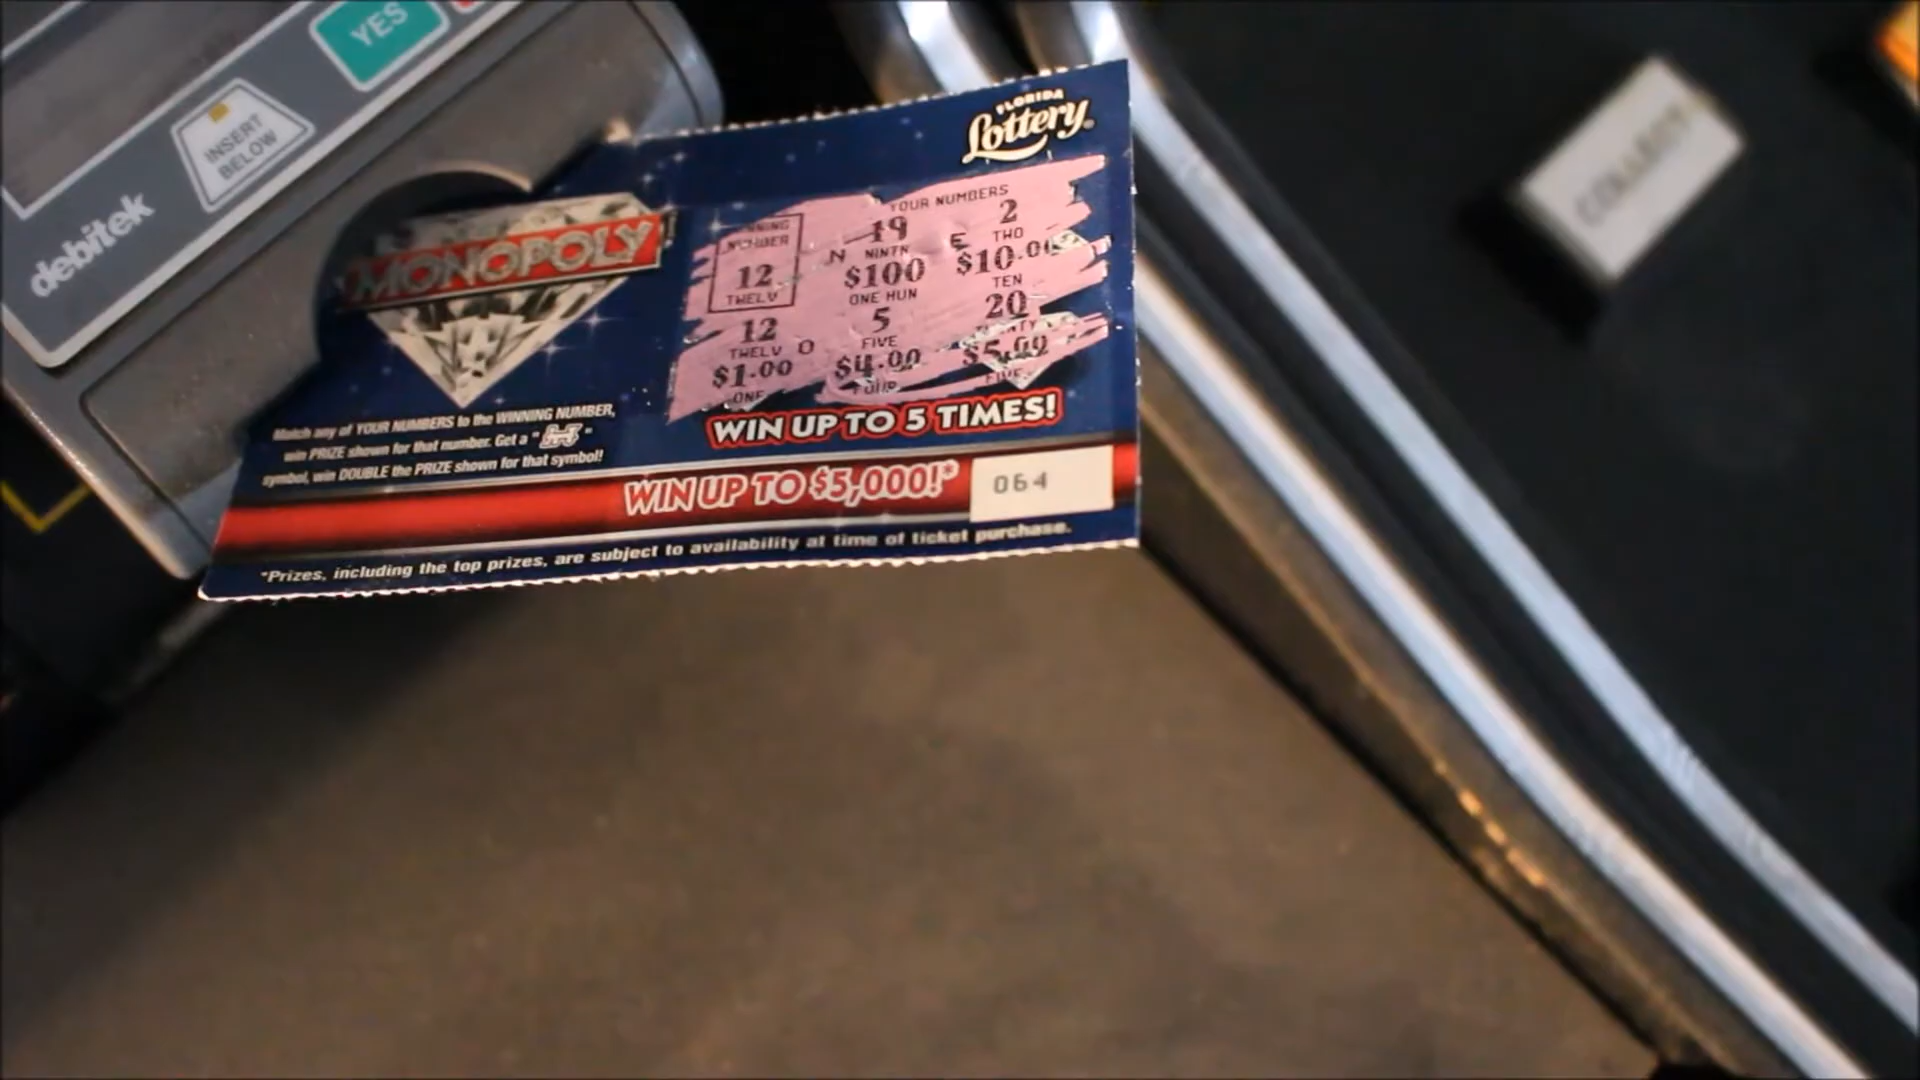 YES
INSERT
BELOW
debitek
FLORIDA
Lottery
MONOPOLY
YOUR NUMBERS
NUMBER
12
TWELV
19
NINTN
$100
ONE HUN
N
E
2
TWO
$10.00
TEN
12
TWELV
$1.00
ONE
O
5
FIVE
$4.00
FOUR
20
$5.00
FIVE
Match any of YOUR NUMBERS to the WINNING NUMBER,
win PRIZE shown for that number. Get a " "
symbol, win DOUBLE the PRIZE shown for that symbol!
WIN UP TO 5 TIMES!
WIN UP TO $5,000!*
064
*Prizes, including the top prizes, are subject to availability at time of ticket purchase.